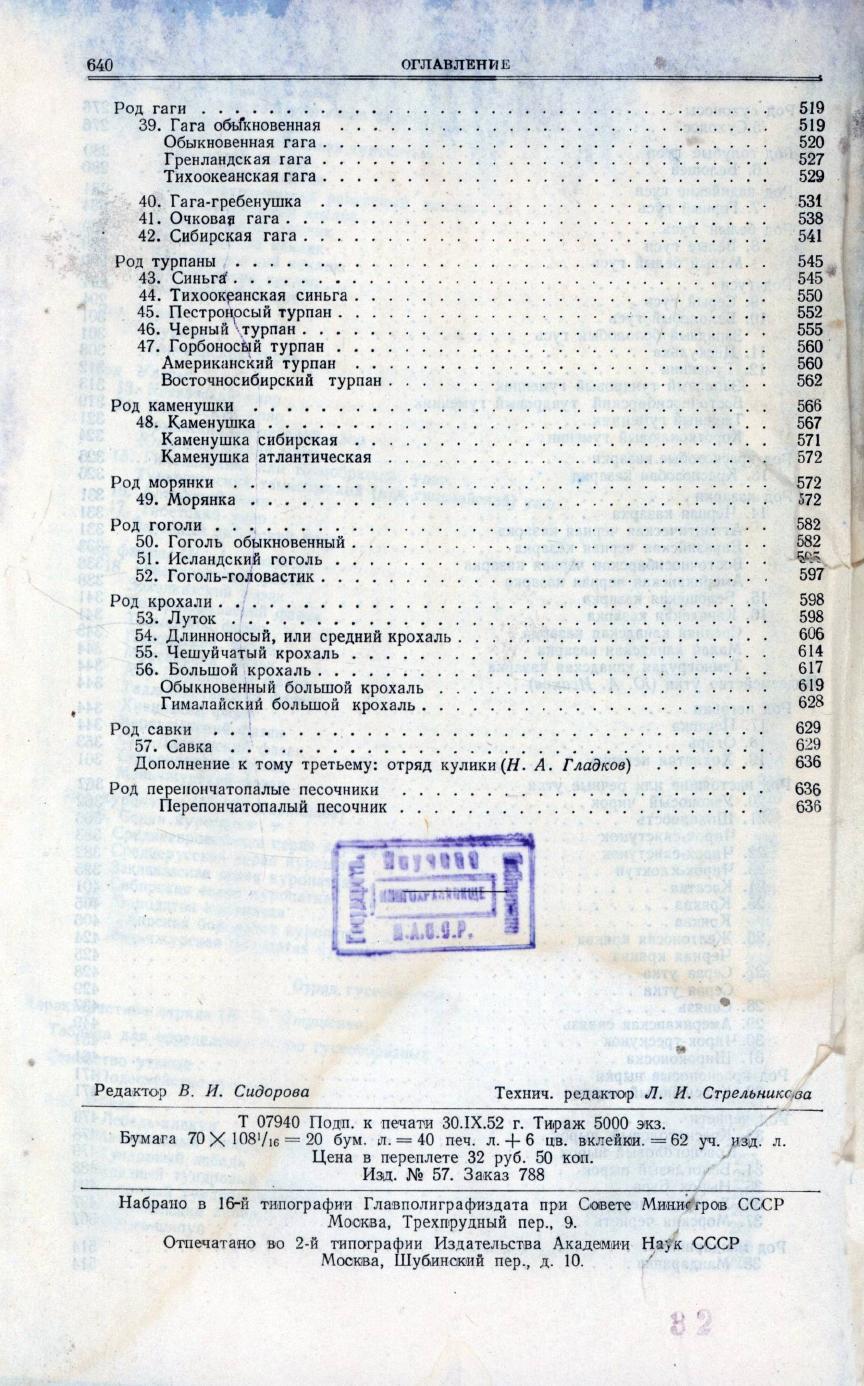 640 ОГЛАВЛЕНИЕ
Род гаги . . . . . . . . . . 519
39. Гага обыкновенная . . . . . . . . . . 519
Обыкновенная гага . . . . . . . . . . 520
Гренландская гага . . . . . . . . . . 527
Тихоокеанская гага . . . . . . . . . . 529
40. Гага-гребенушка . . . . . . . . . . 531
41. Очковая гага . . . . . . . . . . 538
42. Сибирская гага . . . . . . . . . . 541
Род турпаны . . . . . . . . . . 545
43. Синьга . . . . . . . . . . 545
44. Тихоокеанская синьга . . . . . . . . . . 550
45. Пестроносый турпан . . . . . . . . . . 552
46. Черный турпан . . . . . . . . . . 555
47. Горбоносый турпан . . . . . . . . . . 560
Американский турпан . . . . . . . . . . 560
Восточносибирский турпан . . . . . . . . . . 562
Род каменушки . . . . . . . . . . 566
48. Каменушка . . . . . . . . . . 567
Каменушка сибирская . . . . . . . . . . 571
Каменушка атлантическая . . . . . . . . . . 572
Род морянки . . . . . . . . . . 572
49. Морянка . . . . . . . . . . 572
Род гоголи . . . . . . . . . . 582
50. Гоголь обыкновенный . . . . . . . . . . 582
51. Исландский гоголь . . . . . . . . . .
52. Гоголь-головастик . . . . . . . . . . 597
Род крохали . . . . . . . . . . 598
53. Луток . . . . . . . . . . 598
54. Длинноносый, или средний крохаль . . . . . . . . . . 606
55. Чешуйчатый крохаль . . . . . . . . . . 614
56. Большой крохаль . . . . . . . . . . 617
Обыкновенный большой крохаль . . . . . . . . . . 619
Гималайский большой крохаль . . . . . . . . . . 628
Род савки . . . . . . . . . . 629
57. Савка . . . . . . . . . . 629
Дополнение к тому третьему: отряд кулики (Н. А. Гладков) . . . . . 636
Род перепончатопалые песочники . . . . . . . . . . 636
Перепончатопалый песочник . . . . . . . . . . 636
Государств.
Научное
Н.А.С.С.Р.
Редактор В. И. Сидорова Технич. редактор Л. И. Стрельникова
Т 07940 Подп. к печати 30.IX.52 г. Тираж 5000 экз.
Бумага 70 × 108¹/₁₆ = 20 бум. л. = 40 печ. л. + 6 цв. вклейки. = 62 уч. изд. л.
Цена в переплете 32 руб. 50 коп.
Изд. № 57. Заказ 788
Набрано в 16-й типографии Главполиграфиздата при Совете Министров СССР
Москва, Трехпрудный пер., 9.
Отпечатано во 2-й типографии Издательства Академии Наук СССР
Москва, Шубинский пер., д. 10.
82